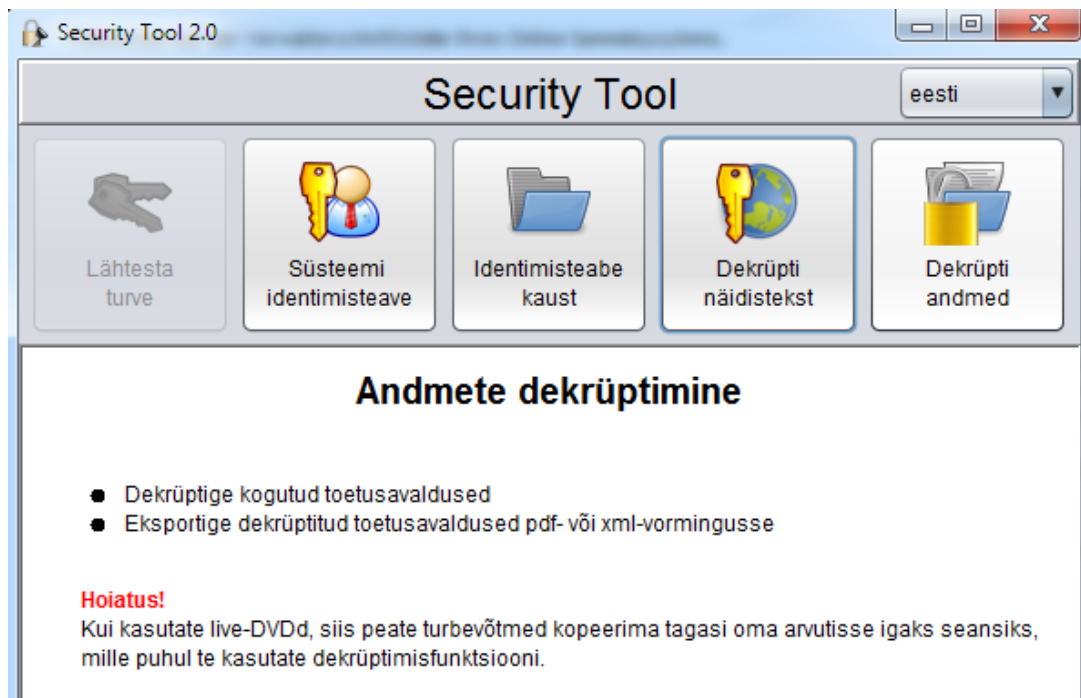 Security Tool 2.0
Security Tool
eesti
Lähtesta
turve
Süsteemi
identimisteave
Identimisteabe
kaust
Dekrüpti
näidistekst
Dekrüpti
andmed
Andmete dekrüptimine
Dekrüptige kogutud toetusavaldused
Eksportige dekrüptitud toetusavaldused pdf- või xml-vormingusse
Hoiatus!
Kui kasutate live-DVDd, siis peate turbevõtmed kopeerima tagasi oma arvutisse igaks seansiks,
mille puhul te kasutate dekrüptimisfunktsiooni.